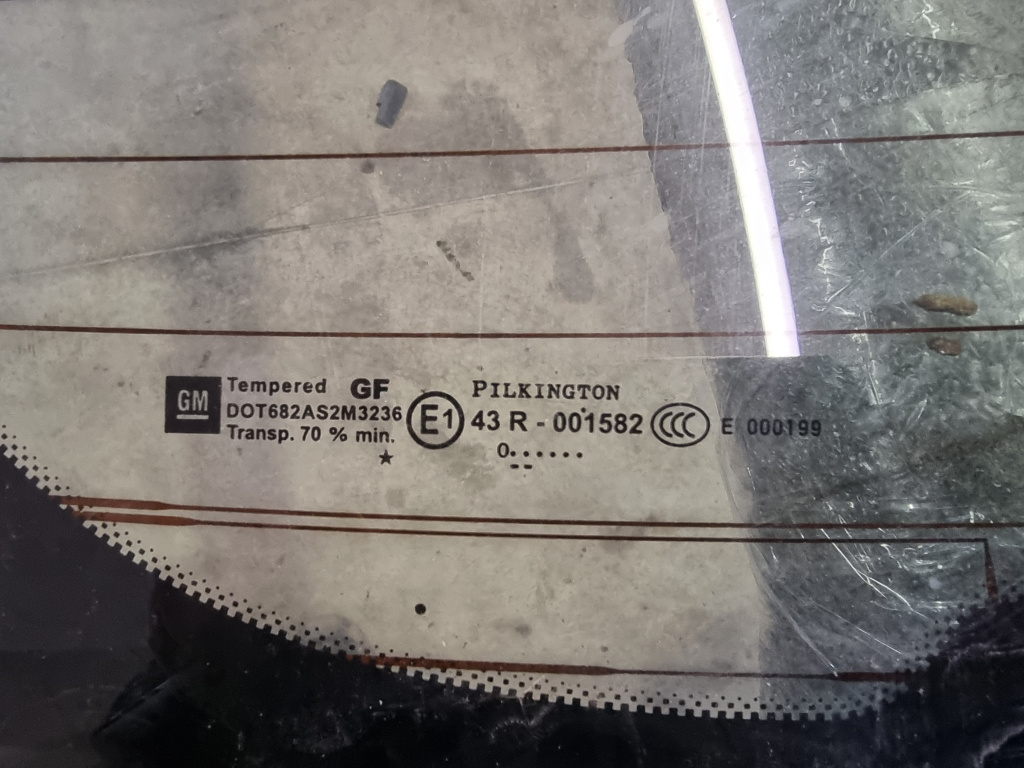 GM
Tempered GF
DOT682AS2M3236
Transp. 70 % min.
E1
PILKINGTON
43 R - 001582
0......
CCC
E 000199